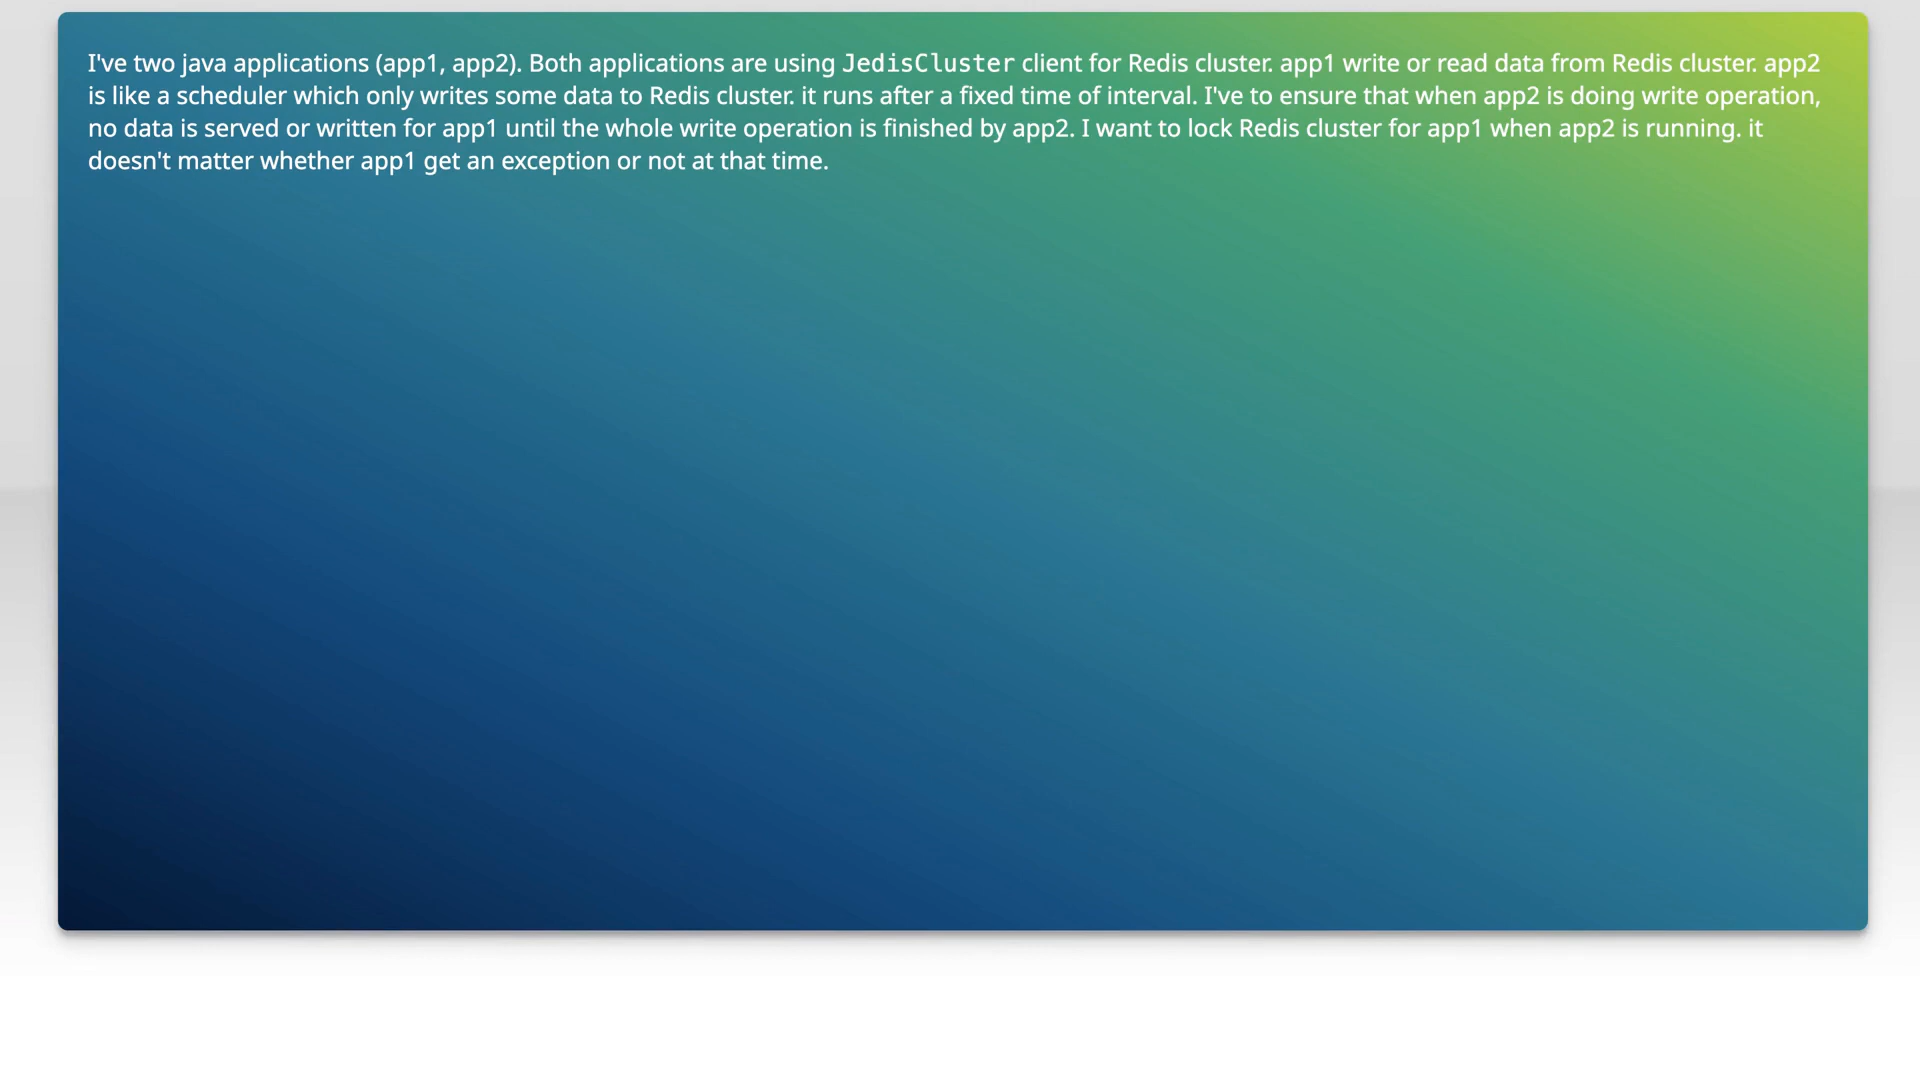 I've two java applications (app1, app2). Both applications are using JedisCluster client for Redis cluster. app1 write or read data from Redis cluster. app2
is like a scheduler which only writes some data to Redis cluster. it runs after a fixed time of interval. I've to ensure that when app2 is doing write operation,
no data is served or written for app1 until the whole write operation is finished by app2. I want to lock Redis cluster for app1 when app2 is running. it
doesn't matter whether app1 get an exception or not at that time.